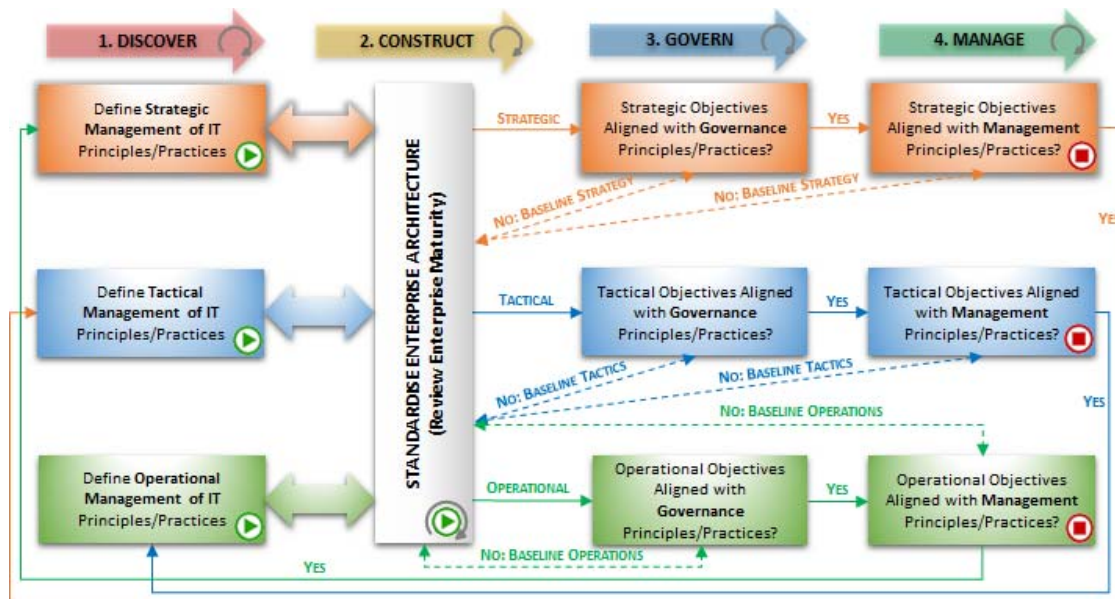 1. DISCOVER
2. CONSTRUCT
3. GOVERN
4. MANAGE
Define Strategic
Management of IT
Principles/Practices
STANDARDISE ENTERPRISE ARCHITECTURE
(Review Enterprise Maturity)
STRATEGIC
Strategic Objectives
Aligned with Governance
Principles/Practices?
YES
Strategic Objectives
Aligned with Management
Principles/Practices?
NO: BASELINE STRATEGY
NO: BASELINE STRATEGY
YES
Define Tactical
Management of IT
Principles/Practices
TACTICAL
Tactical Objectives Aligned
with Governance
Principles/Practices?
YES
Tactical Objectives Aligned
with Management
Principles/Practices?
NO: BASELINE TACTICS
NO: BASELINE TACTICS
YES
NO: BASELINE OPERATIONS
Define Operational
Management of IT
Principles/Practices
OPERATIONAL
Operational Objectives
Aligned with
Governance
Principles/Practices?
YES
Operational Objectives
Aligned with Management
Principles/Practices?
NO: BASELINE OPERATIONS
YES